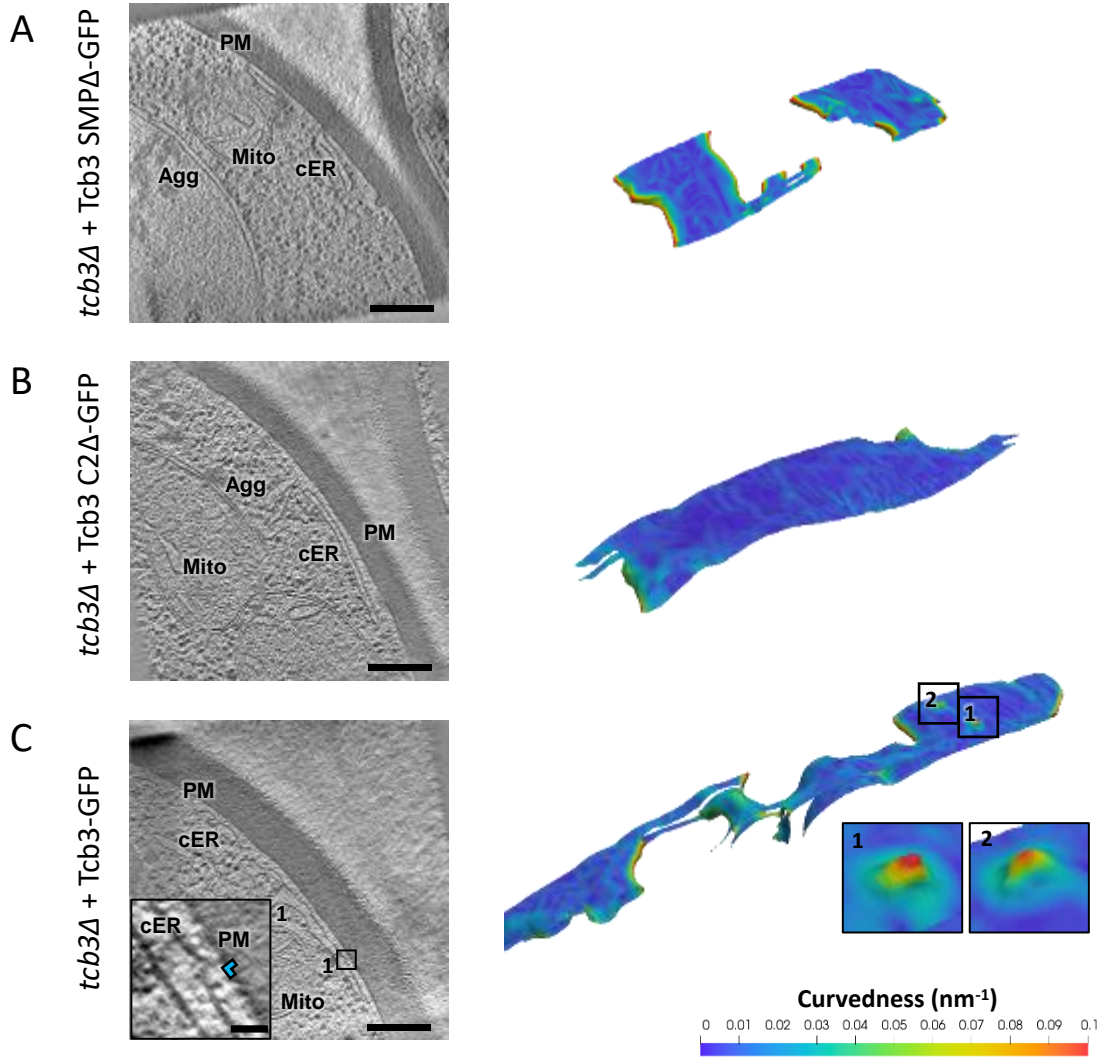 A
tcb3Δ + Tcb3 SMPΔ-GFP
PM
Mito
cER
Agg
B
tcb3Δ + Tcb3 C2Δ-GFP
Agg
PM
cER
Mito
C
tcb3Δ + Tcb3-GFP
PM
cER
1
cER
PM
1
Mito
2
1
1
2
Curvedness (nm⁻¹)
0 0.01 0.02 0.03 0.04 0.05 0.06 0.07 0.08 0.09 0.1